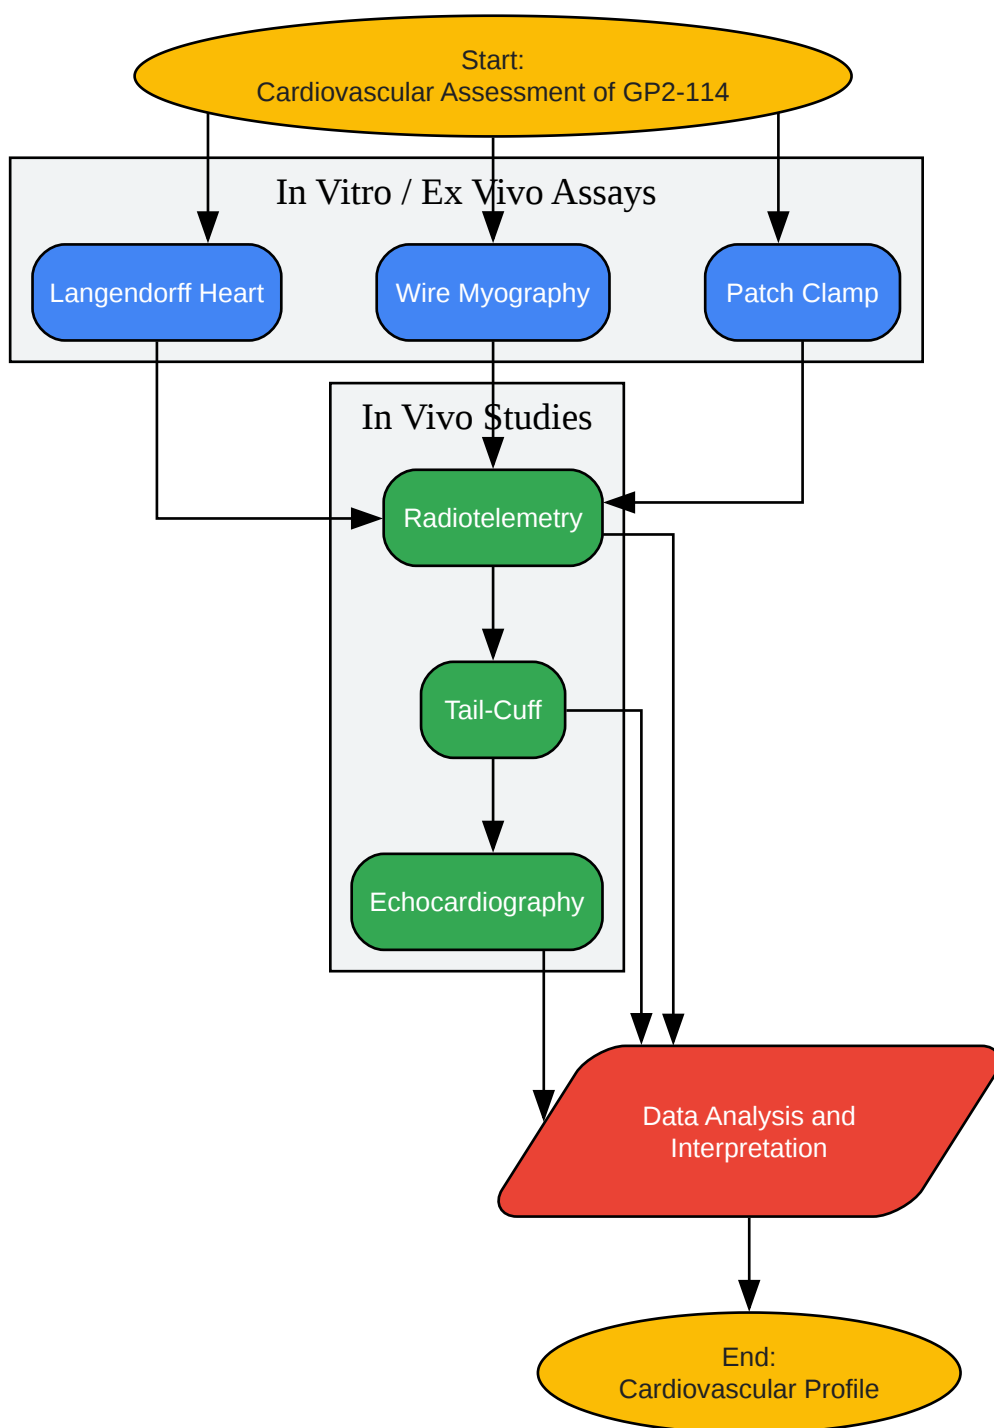 Start:
Cardiovascular Assessment of GP2-114
In Vitro / Ex Vivo Assays
Langendorff Heart
Wire Myography
Patch Clamp
In Vivo Studies
Radiotelemetry
Tail-Cuff
Echocardiography
Data Analysis and
Interpretation
End:
Cardiovascular Profile